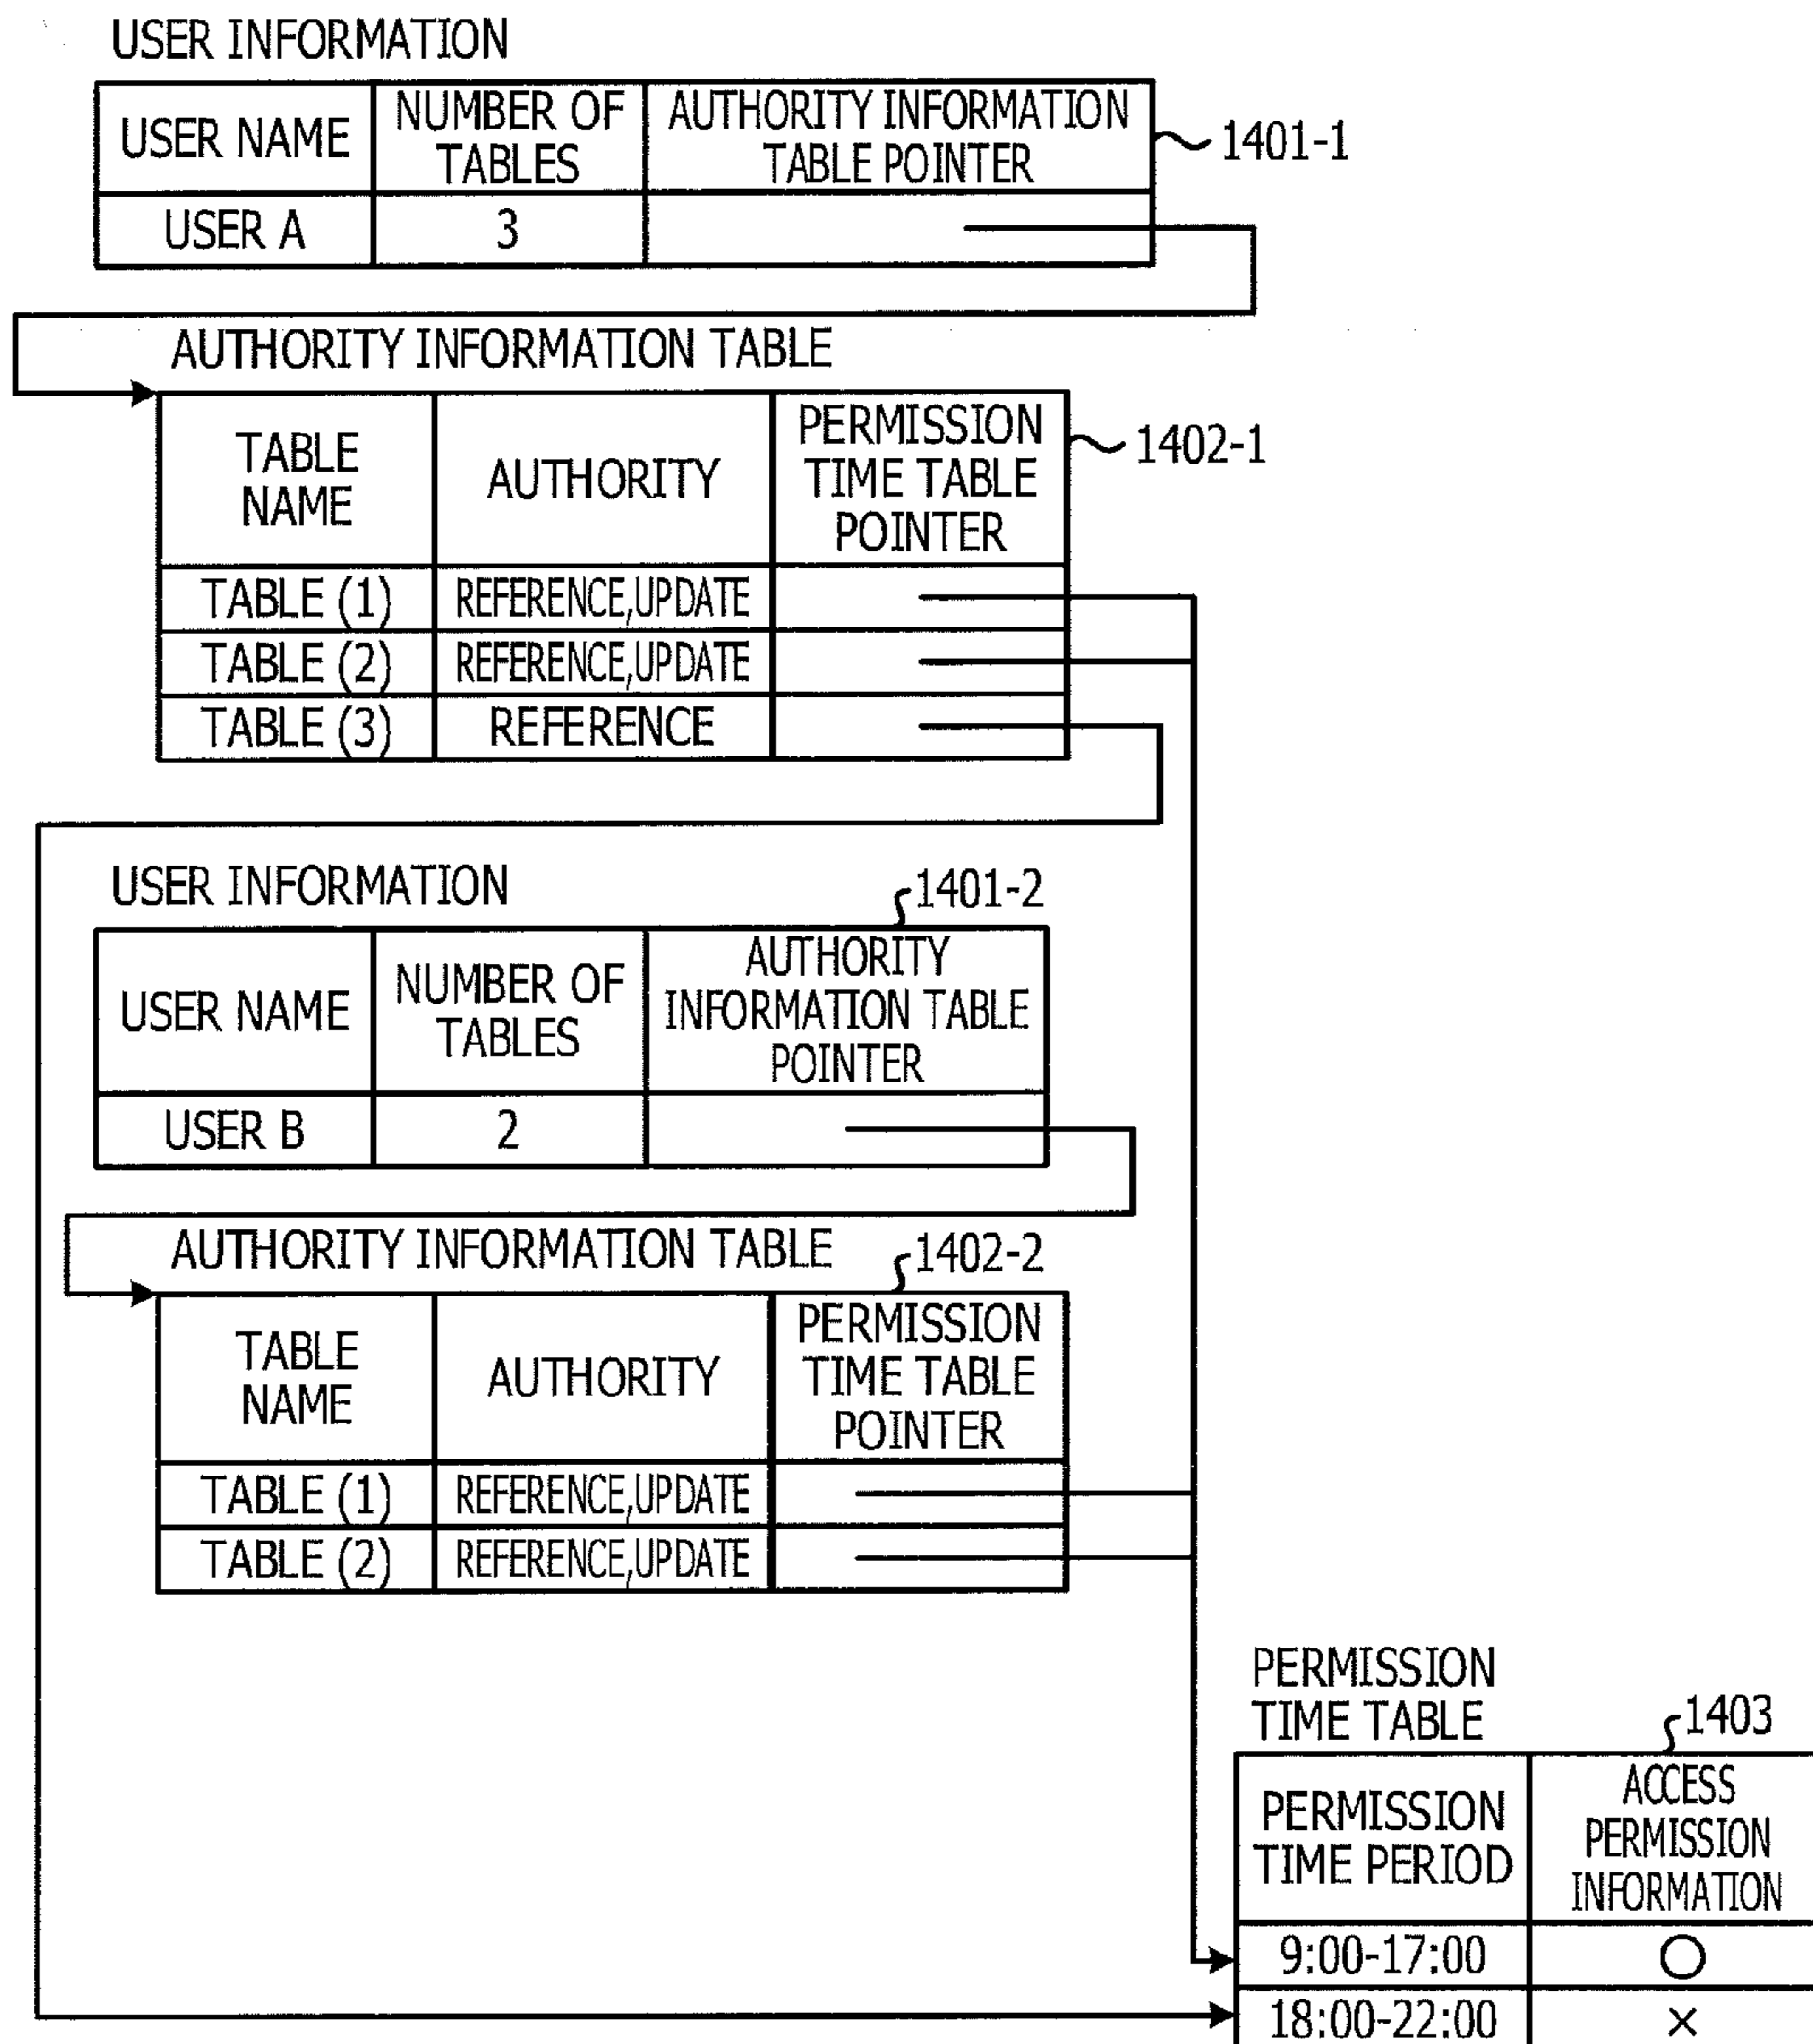 USER INFORMATION
USER NAME
NUMBER OF
TABLES
AUTHORITY INFORMATION
TABLE POINTER
1401-1
USER A
3
AUTHORITY INFORMATION TABLE
TABLE
NAME
AUTHORITY
PERMISSION
TIME TABLE
POINTER
1402-1
TABLE (1)
REFERENCE,UPDATE
TABLE (2)
REFERENCE,UPDATE
TABLE (3)
REFERENCE
USER INFORMATION
1401-2
USER NAME
NUMBER OF
TABLES
AUTHORITY
INFORMATION TABLE
POINTER
USER B
2
AUTHORITY INFORMATION TABLE
1402-2
TABLE
NAME
AUTHORITY
PERMISSION
TIME TABLE
POINTER
TABLE (1)
REFERENCE,UPDATE
TABLE (2)
REFERENCE,UPDATE
PERMISSION
TIME TABLE
1403
PERMISSION
TIME PERIOD
ACCESS
PERMISSION
INFORMATION
9:00-17:00
○
18:00-22:00
×